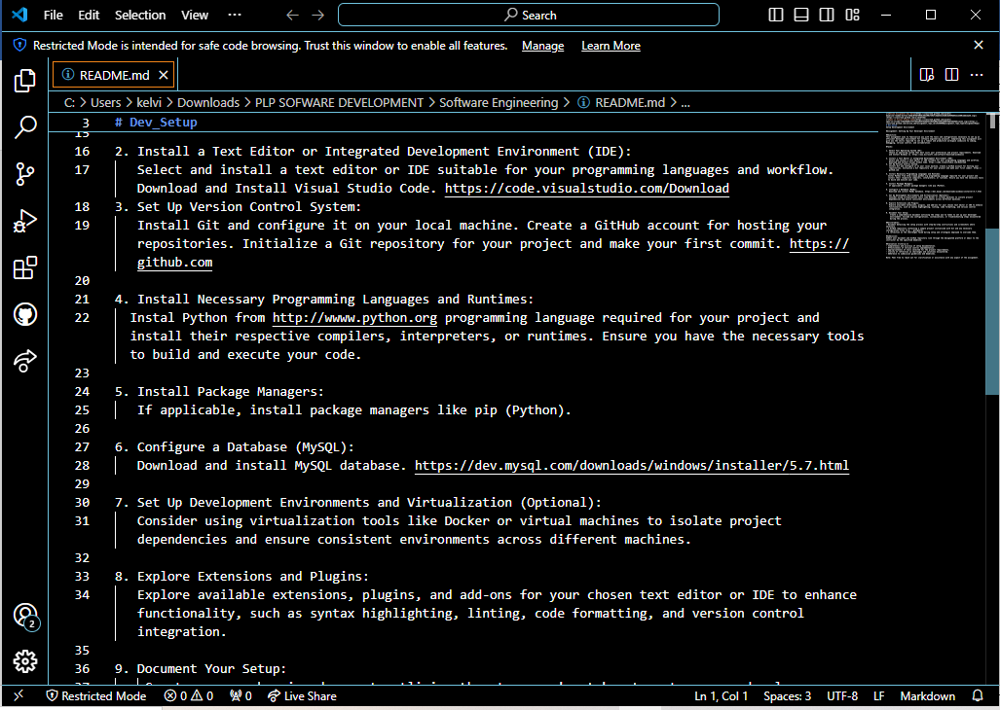 File Edit Selection View ··· Search
Restricted Mode is intended for safe code browsing. Trust this window to enable all features. Manage Learn More
README.md
C: > Users > kelvi > Downloads > PLP SOFWARE DEVELOPMENT > Software Engineering > README.md > ...
3 # Dev_Setup
15
16 2. Install a Text Editor or Integrated Development Environment (IDE):
17 Select and install a text editor or IDE suitable for your programming languages and workflow.
Download and Install Visual Studio Code. https://code.visualstudio.com/Download
18 3. Set Up Version Control System:
19 Install Git and configure it on your local machine. Create a GitHub account for hosting your
repositories. Initialize a Git repository for your project and make your first commit. https://
github.com
20
21 4. Install Necessary Programming Languages and Runtimes:
22 Instal Python from http://wwww.python.org programming language required for your project and
install their respective compilers, interpreters, or runtimes. Ensure you have the necessary tools
to build and execute your code.
23
24 5. Install Package Managers:
25 If applicable, install package managers like pip (Python).
26
27 6. Configure a Database (MySQL):
28 Download and install MySQL database. https://dev.mysql.com/downloads/windows/installer/5.7.html
29
30 7. Set Up Development Environments and Virtualization (Optional):
31 Consider using virtualization tools like Docker or virtual machines to isolate project
dependencies and ensure consistent environments across different machines.
32
33 8. Explore Extensions and Plugins:
34 Explore available extensions, plugins, and add-ons for your chosen text editor or IDE to enhance
functionality, such as syntax highlighting, linting, code formatting, and version control
integration.
35
36 9. Document Your Setup:
2
Restricted Mode 0 0 0 Live Share Ln 1, Col 1 Spaces: 3 UTF-8 LF Markdown